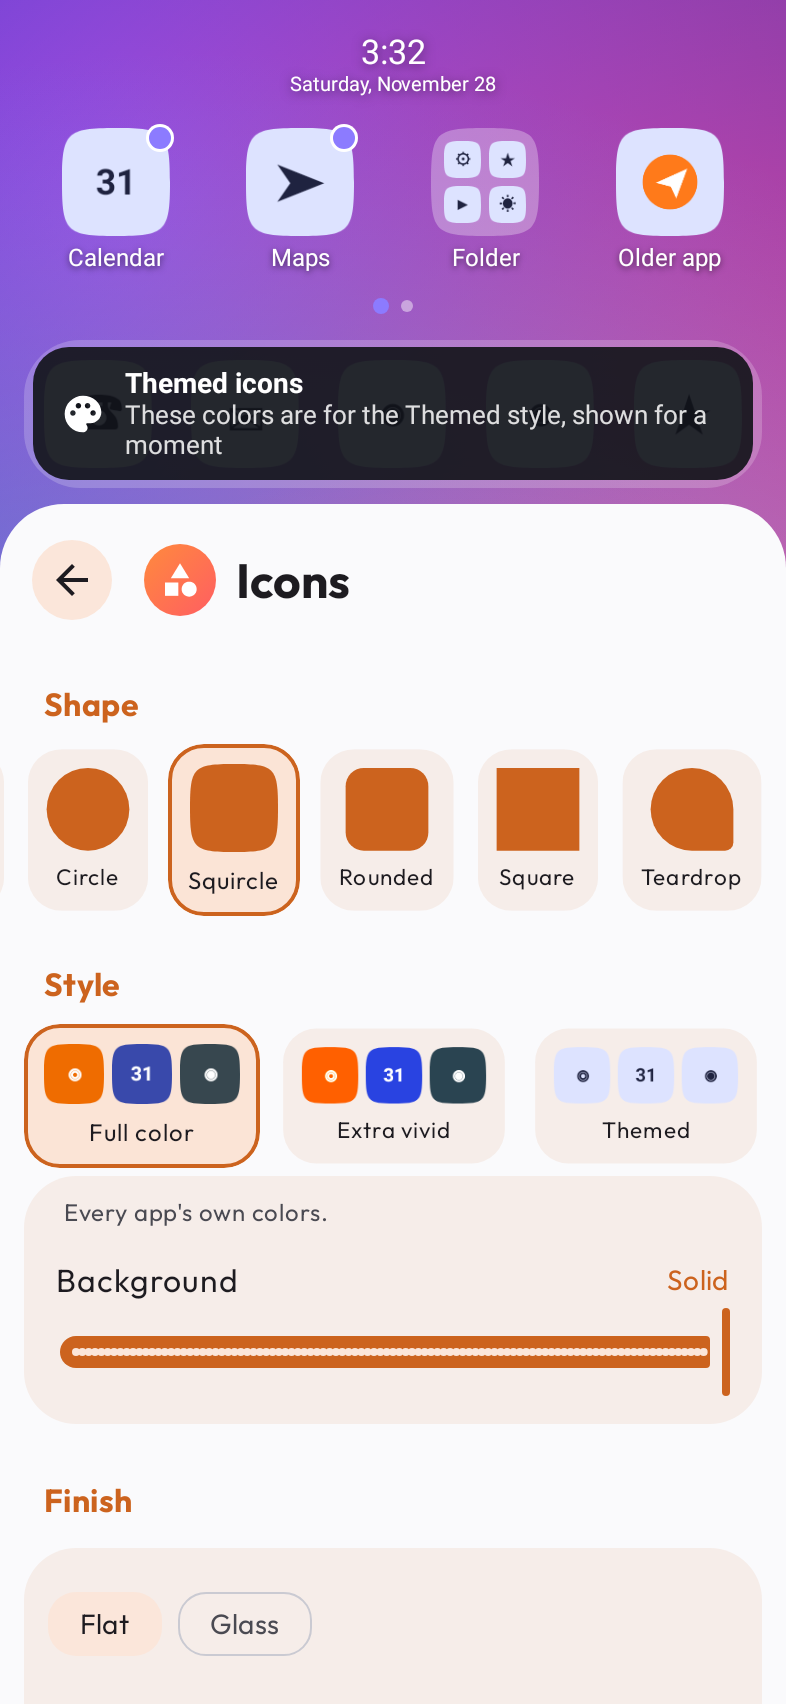 3:32
Saturday, November 28
31
Calendar
Maps
Folder
Older app
Themed icons
These colors are for the Themed style, shown for a
moment
Icons
Shape
Circle
Squircle
Rounded
Square
Teardrop
Style
31
Full color
31
Extra vivid
31
Themed
Every app's own colors.
Background
Solid
Finish
Flat
Glass